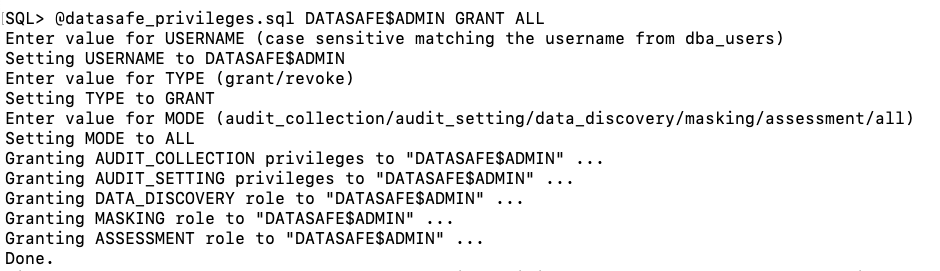 SQL> @datasafe_privileges.sql DATASAFE$ADMIN GRANT ALL
Enter value for USERNAME (case sensitive matching the username from dba_users)
Setting USERNAME to DATASAFE$ADMIN
Enter value for TYPE (grant/revoke)
Setting TYPE to GRANT
Enter value for MODE (audit_collection/audit_setting/data_discovery/masking/assessment/all)
Setting MODE to ALL
Granting AUDIT_COLLECTION privileges to "DATASAFE$ADMIN" ...
Granting AUDIT_SETTING privileges to "DATASAFE$ADMIN" ...
Granting DATA_DISCOVERY role to "DATASAFE$ADMIN" ...
Granting MASKING role to "DATASAFE$ADMIN" ...
Granting ASSESSMENT role to "DATASAFE$ADMIN" ...
Done.